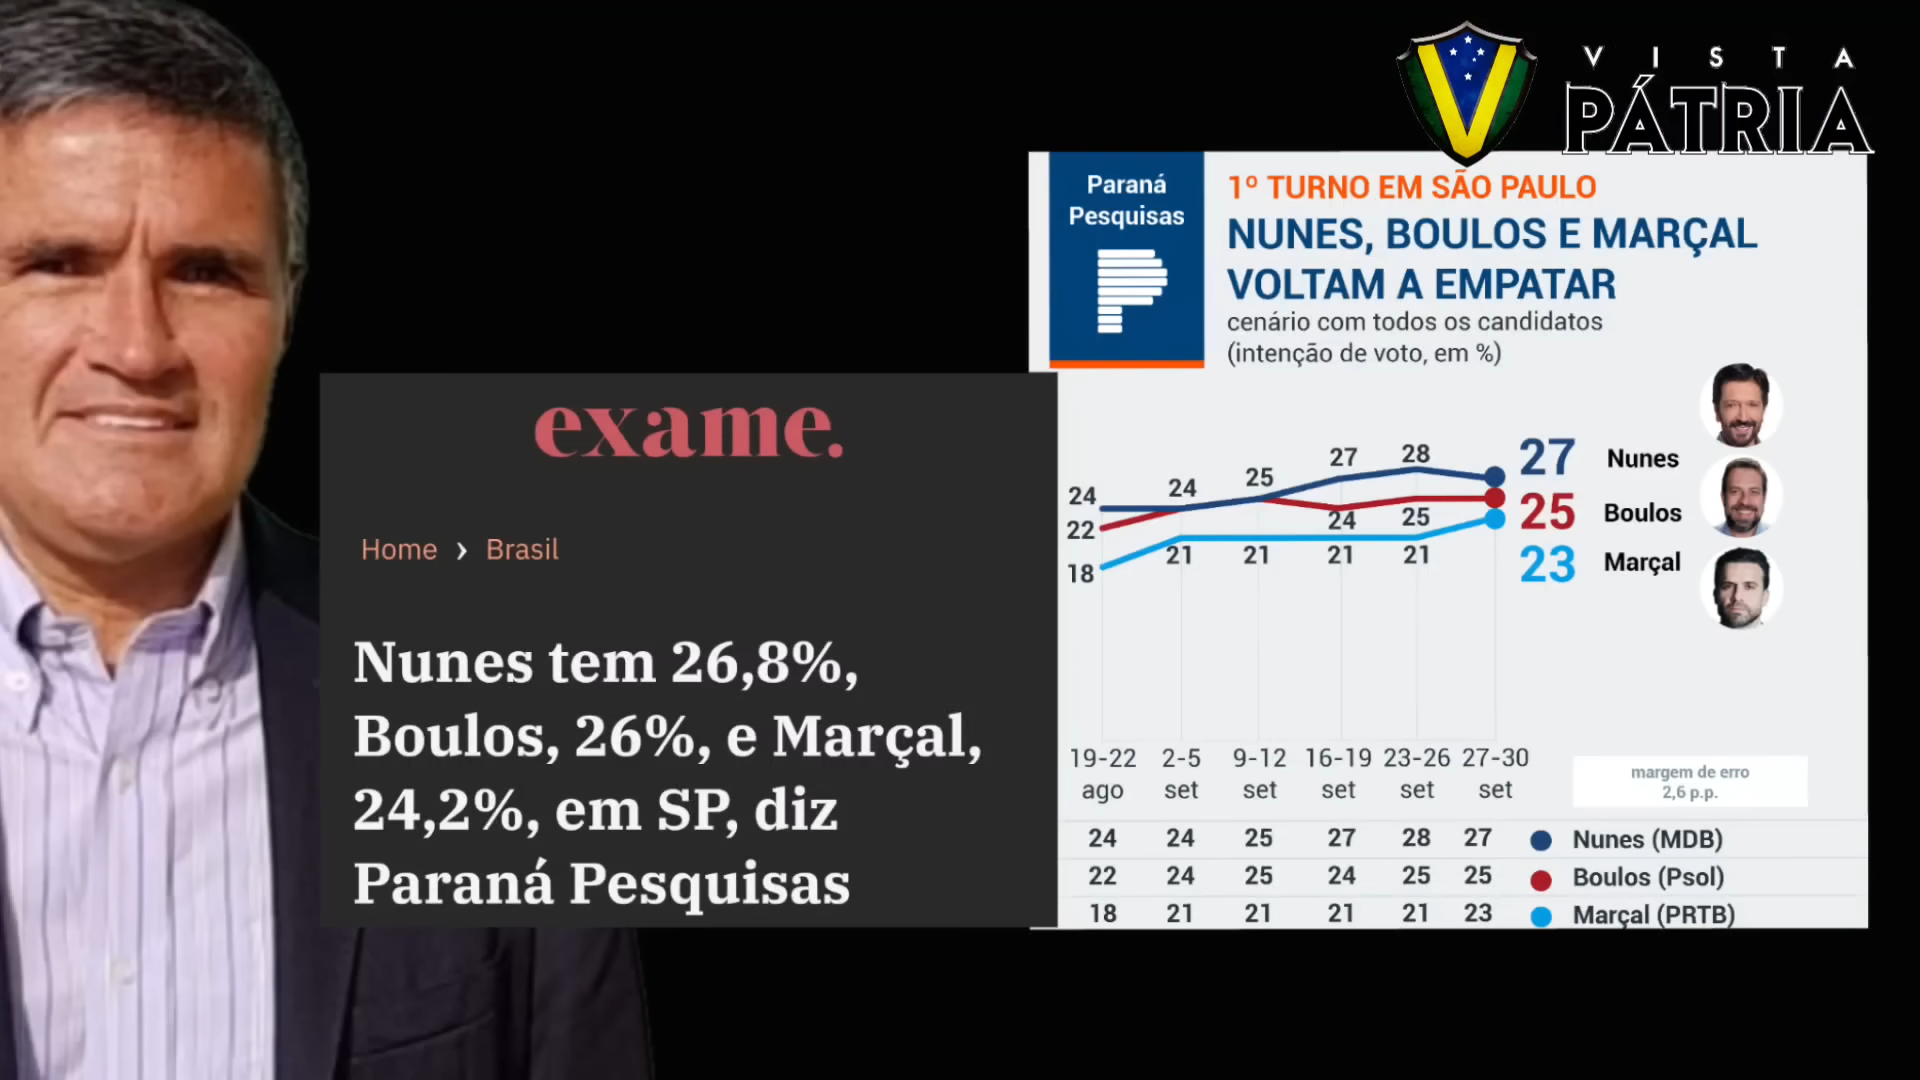 VISTA
PÁTRIA
exame.
Home › Brasil
Nunes tem 26,8%,
Boulos, 26%, e Marçal,
24,2%, em SP, diz
Paraná Pesquisas
Paraná
Pesquisas
1º TURNO EM SÃO PAULO
NUNES, BOULOS E MARÇAL
VOLTAM A EMPATAR
cenário com todos os candidatos
(intenção de voto, em %)
24 24 25 27 28 27 Nunes
22 24 25 25 Boulos
18 21 21 21 21 23 Marçal
19-22 2-5 9-12 16-19 23-26 27-30
ago set set set set set
margem de erro
2,6 p.p.
24 24 25 27 28 27 Nunes (MDB)
22 24 25 24 25 25 Boulos (Psol)
18 21 21 21 21 23 Marçal (PRTB)